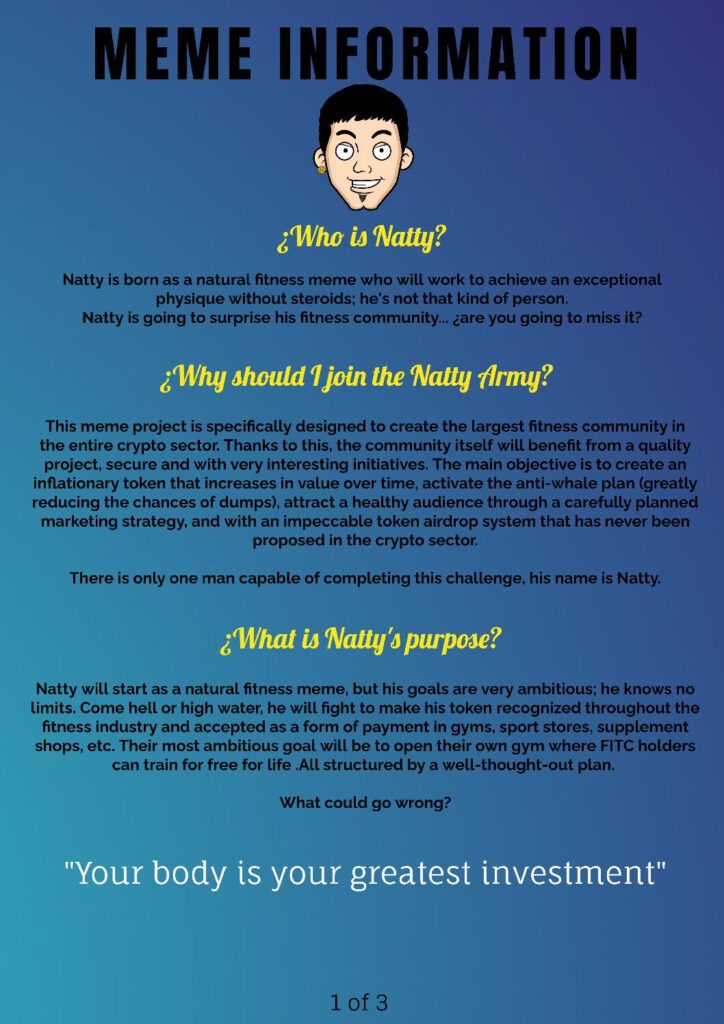 MEME INFORMATION
¿Who is Natty?
Natty is born as a natural fitness meme who will work to achieve an exceptional
physique without steroids; he's not that kind of person.
Natty is going to surprise his fitness community... ¿are you going to miss it?
¿Why should I join the Natty Army?
This meme project is specifically designed to create the largest fitness community in
the entire crypto sector. Thanks to this, the community itself will benefit from a quality
project, secure and with very interesting initiatives. The main objective is to create an
inflationary token that increases in value over time, activate the anti-whale plan (greatly
reducing the chances of dumps), attract a healthy audience through a carefully planned
marketing strategy, and with an impeccable token airdrop system that has never been
proposed in the crypto sector.
There is only one man capable of completing this challenge, his name is Natty.
¿What is Natty's purpose?
Natty will start as a natural fitness meme, but his goals are very ambitious; he knows no
limits. Come hell or high water, he will fight to make his token recognized throughout the
fitness industry and accepted as a form of payment in gyms, sport stores, supplement
shops, etc. Their most ambitious goal will be to open their own gym where FITC holders
can train for free for life .All structured by a well-thought-out plan.
What could go wrong?
"Your body is your greatest investment"
1 of 3